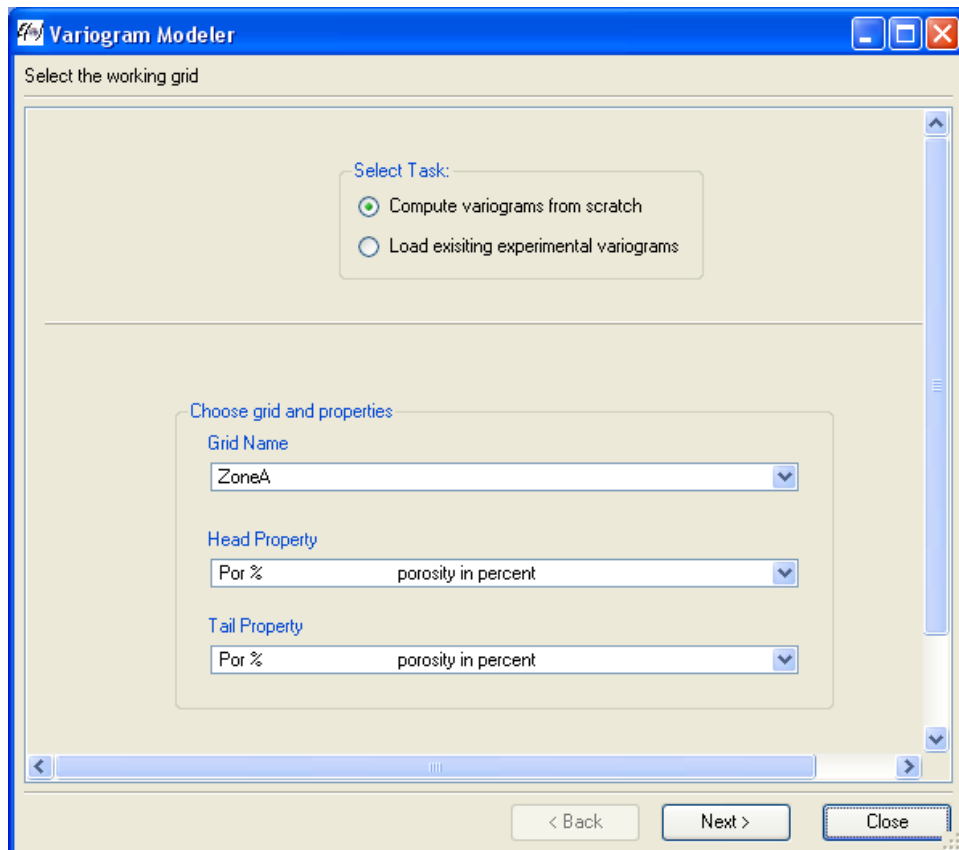 Variogram Modeler
Select the working grid
Select Task:
Compute variograms from scratch
Load exisiting experimental variograms
Choose grid and properties
Grid Name
ZoneA
Head Property
Por % porosity in percent
Tail Property
Por % porosity in percent
< Back Next > Close